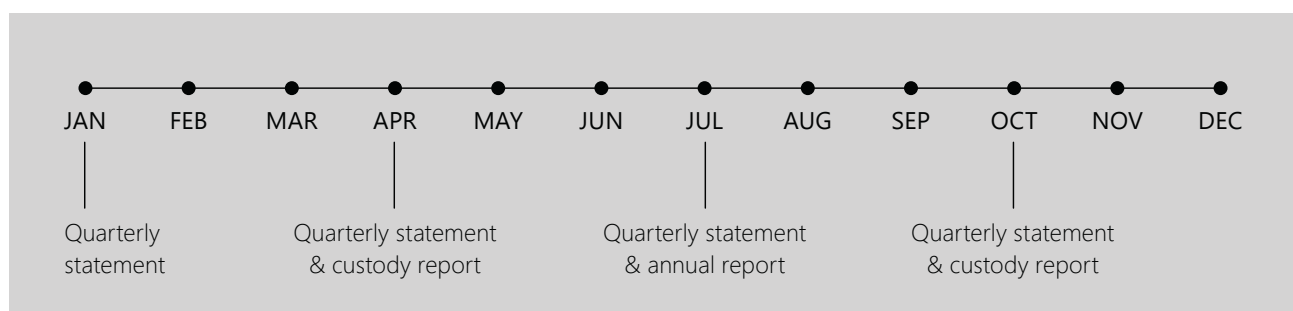 JAN FEB MAR APR MAY JUN JUL AUG SEP OCT NOV DEC
Quarterly
statement
Quarterly statement
& custody report
Quarterly statement
& annual report
Quarterly statement
& custody report